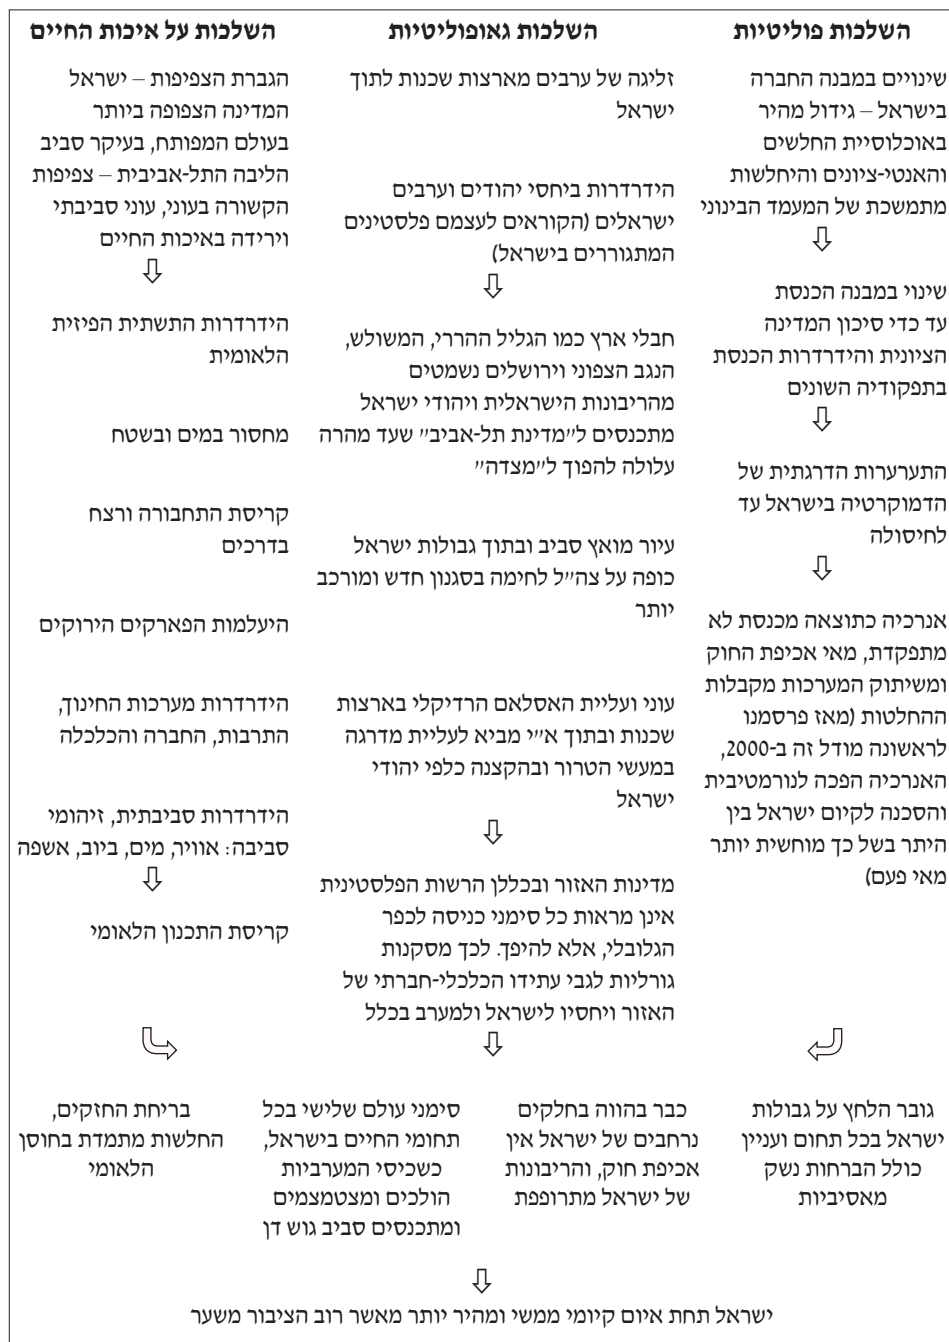 השלכות פוליטיות
שינויים במבנה החברה
בישראל – גידול מהיר
באוכלוסיית החלשים
והאנטי-ציונים והיחלשות
מתמשכת של המעמד הבינוני
⇩
שינוי במבנה הכנסת
עד כדי סיכון המדינה
הציונית והידרדרות הכנסת
בתפקודיה השונים
⇩
התערערות הדרגתית של
הדמוקרטיה בישראל עד
לחיסולה
⇩
אנרכיה כתוצאה מכנסת לא
מתפקדת, מאי אכיפת החוק
ומשיתוק המערכות מקבלות
ההחלטות (מאז פרסמנו
לראשונה מודל זה ב-2000,
האנרכיה הפכה לנורמטיבית
והסכנה לקיום ישראל בין
היתר בשל כך מוחשית יותר
מאי פעם)
השלכות גאופוליטיות
זליגה של ערבים מארצות שכנות לתוך
ישראל
הידרדרות ביחסי יהודים וערבים
ישראלים (הקוראים לעצמם פלסטינים
המתגוררים בישראל)
⇩
חבלי ארץ כמו הגליל ההררי, המשולש,
הנגב הצפוני וירושלים נשמטים
מהריבונות הישראלית ויהודי ישראל
מתכנסים ל״מדינת תל-אביב״ שעד מהרה
עלולה להפוך ל״מצדה״
עיור מואץ סביב ובתוך גבולות ישראל
כופה על צה״ל לחימה בסגנון חדש ומורכב
יותר
עוני ועליית האסלאם הרדיקלי בארצות
שכנות ובתוך א״י מביא לעליית מדרגה
במעשי הטרור ובהקצנה כלפי יהודי
ישראל
⇩
מדינות האזור ובכללן הרשות הפלסטינית
אינן מראות כל סימני כניסה לכפר
הגלובלי, אלא להיפך. לכך מסקנות
גורליות לגבי עתידו הכלכלי-חברתי של
האזור ויחסיו לישראל ולמערב בכלל
⇩
השלכות על איכות החיים
הגברת הצפיפות – ישראל
המדינה הצפופה ביותר
בעולם המפותח, בעיקר סביב
הליבה התל-אביבית – צפיפות
הקשורה בעוני, עוני סביבתי
וירידה באיכות החיים
⇩
הידרדרות התשתית הפיזית
הלאומית
מחסור במים ובשטח
קריסת התחבורה ורצח
בדרכים
היעלמות הפארקים הירוקים
הידרדרות מערכות החינוך,
התרבות, החברה והכלכלה
הידרדרות סביבתית, זיהומי
סביבה: אוויר, מים, ביוב, אשפה
⇩
קריסת התכנון הלאומי
גובר הלחץ על גבולות
ישראל בכל תחום ועניין
כולל הברחות נשק
מאסיביות
כבר בהווה בחלקים
נרחבים של ישראל אין
אכיפת חוק, והריבונות
של ישראל מתרופפת
סימני עולם שלישי בכל
תחומי החיים בישראל,
כשכיסי המערביות
הולכים ומצטמצמים
ומתכנסים סביב גוש דן
בריחת החזקים,
החלשות מתמדת בחוסן
הלאומי
⇩
ישראל תחת איום קיומי ממשי ומהיר יותר מאשר רוב הציבור משער